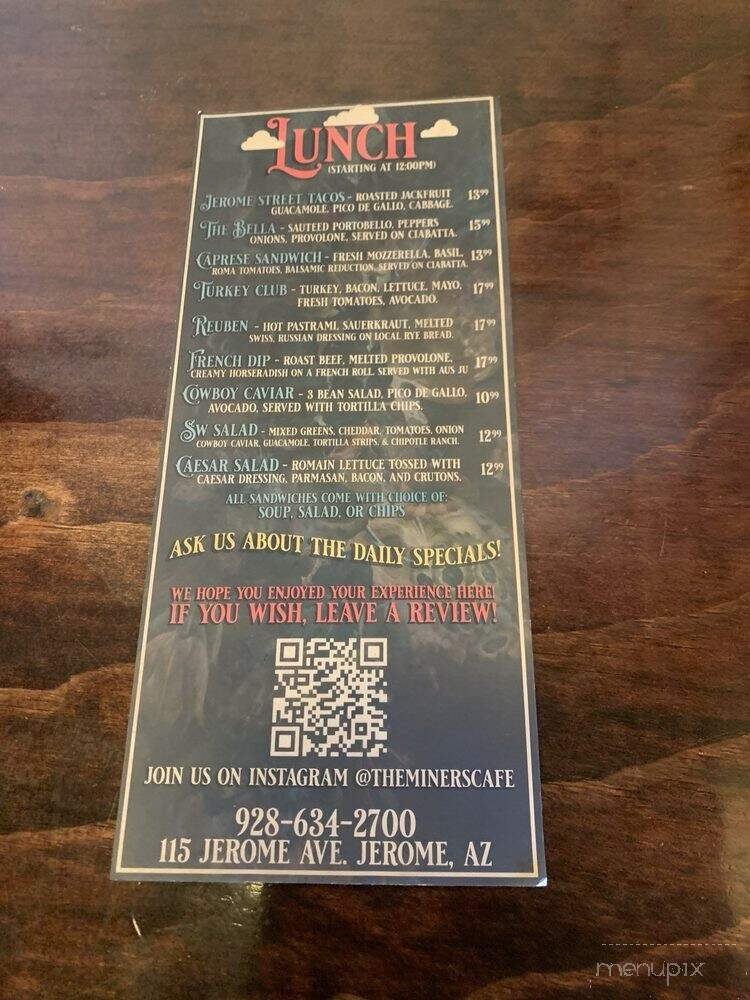 LUNCH
(STARTING AT 12:00PM)
JEROME STREET TACOS - ROASTED JACKFRUIT 13.99
GUACAMOLE, PICO DE GALLO, CABBAGE.
THE BELLA - SAUTEED PORTOBELLO, PEPPERS 15.99
ONIONS, PROVOLONE, SERVED ON CIABATTA.
CAPRESE SANDWICH - FRESH MOZZERELLA, BASIL, 13.99
ROMA TOMATOES, BALSAMIC REDUCTION, SERVED ON CIABATTA.
TURKEY CLUB - TURKEY, BACON, LETTUCE, MAYO, 17.99
FRESH TOMATOES, AVOCADO.
REUBEN - HOT PASTRAMI, SAUERKRAUT, MELTED 17.99
SWISS, RUSSIAN DRESSING ON LOCAL RYE BREAD.
FRENCH DIP - ROAST BEEF, MELTED PROVOLONE, 17.99
CREAMY HORSERADISH ON A FRENCH ROLL. SERVED WITH AUS JU
COWBOY CAVIAR - 3 BEAN SALAD, PICO DE GALLO, 10.99
AVOCADO, SERVED WITH TORTILLA CHIPS.
SW SALAD - MIXED GREENS, CHEDDAR, TOMATOES, ONION 12.99
COWBOY CAVIAR, GUACAMOLE, TORTILLA STRIPS, & CHIPOTLE RANCH.
CAESAR SALAD - ROMAIN LETTUCE TOSSED WITH 12.99
CAESAR DRESSING, PARMASAN, BACON, AND CRUTONS.
ALL SANDWICHES COME WITH CHOICE OF:
SOUP, SALAD, OR CHIPS
ASK US ABOUT THE DAILY SPECIALS!
WE HOPE YOU ENJOYED YOUR EXPERIENCE HERE!
IF YOU WISH, LEAVE A REVIEW!
JOIN US ON INSTAGRAM @THEMINERSCAFE
928-634-2700
115 JEROME AVE. JEROME, AZ
menupix